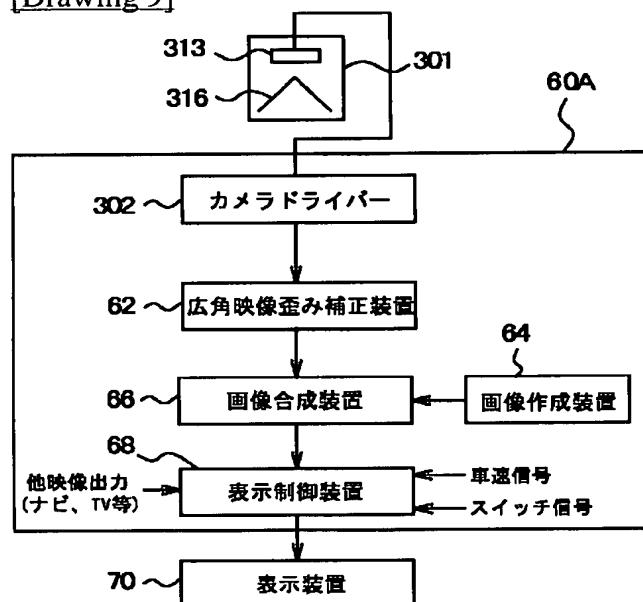 [Drawing 9]
313
301
316
60A
302
カメラドライバー
62
広角映像歪み補正装置
64
66
画像合成装置
画像作成装置
68
他映像出力
(ナビ、TV等)
表示制御装置
車速信号
スイッチ信号
70
表示装置